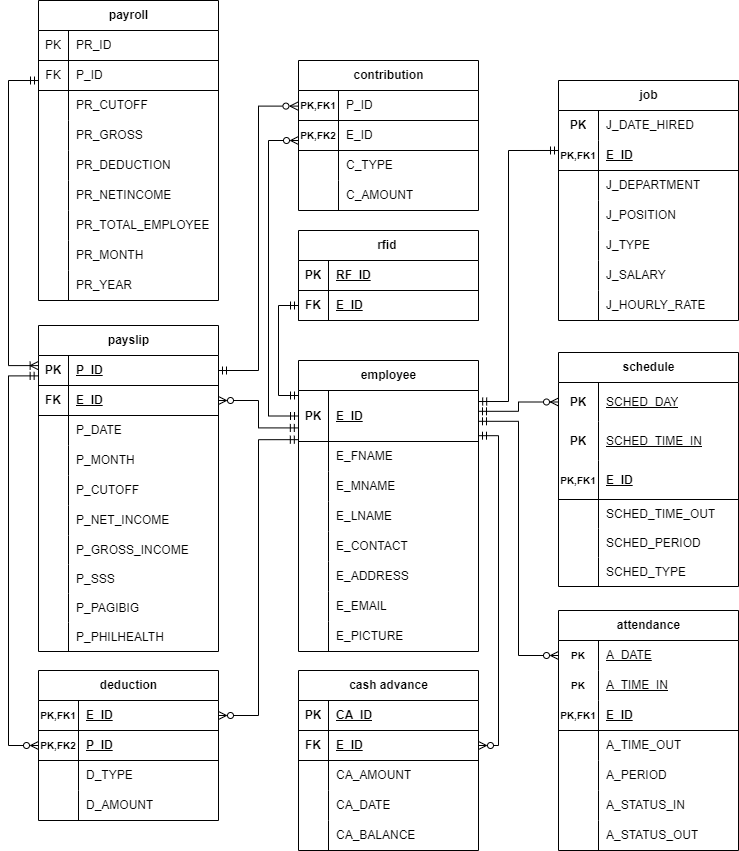 payroll
PK PR_ID
FK P_ID
PR_CUTOFF
PR_GROSS
PR_DEDUCTION
PR_NETINCOME
PR_TOTAL_EMPLOYEE
PR_MONTH
PR_YEAR
payslip
PK P_ID
FK E_ID
P_DATE
P_MONTH
P_CUTOFF
P_NET_INCOME
P_GROSS_INCOME
P_SSS
P_PAGIBIG
P_PHILHEALTH
deduction
PK,FK1 E_ID
PK,FK2 P_ID
D_TYPE
D_AMOUNT
contribution
PK,FK1 P_ID
PK,FK2 E_ID
C_TYPE
C_AMOUNT
rfid
PK RF_ID
FK E_ID
employee
PK E_ID
E_FNAME
E_MNAME
E_LNAME
E_CONTACT
E_ADDRESS
E_EMAIL
E_PICTURE
cash advance
PK CA_ID
FK E_ID
CA_AMOUNT
CA_DATE
CA_BALANCE
job
PK J_DATE_HIRED
PK,FK1 E_ID
J_DEPARTMENT
J_POSITION
J_TYPE
J_SALARY
J_HOURLY_RATE
schedule
PK SCHED_DAY
PK SCHED_TIME_IN
PK,FK1 E_ID
SCHED_TIME_OUT
SCHED_PERIOD
SCHED_TYPE
attendance
PK A_DATE
PK A_TIME_IN
PK,FK1 E_ID
A_TIME_OUT
A_PERIOD
A_STATUS_IN
A_STATUS_OUT